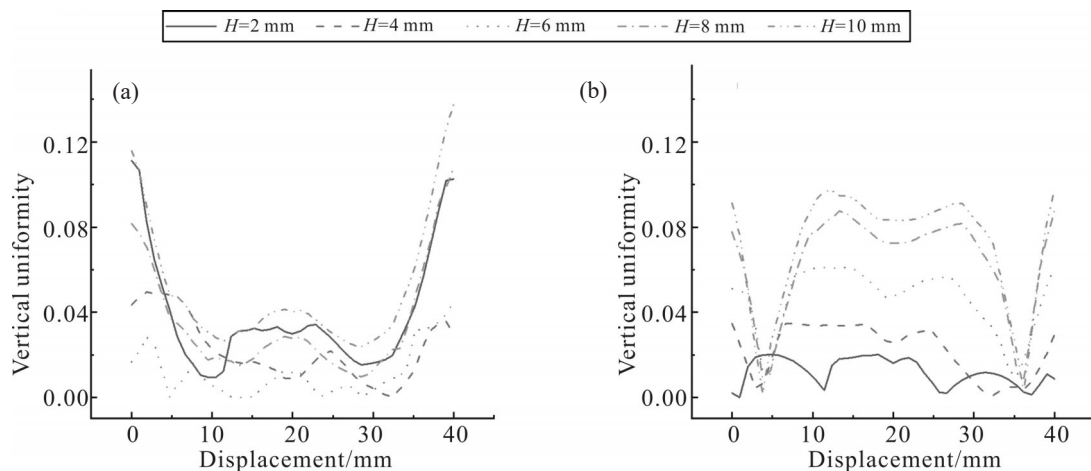 H=2 mm H=4 mm H=6 mm H=8 mm H=10 mm
(a)
Vertical uniformity
0.12
0.08
0.04
0.00
0 10 20 30 40
Displacement/mm
(b)
Vertical uniformity
0.12
0.08
0.04
0.00
0 10 20 30 40
Displacement/mm